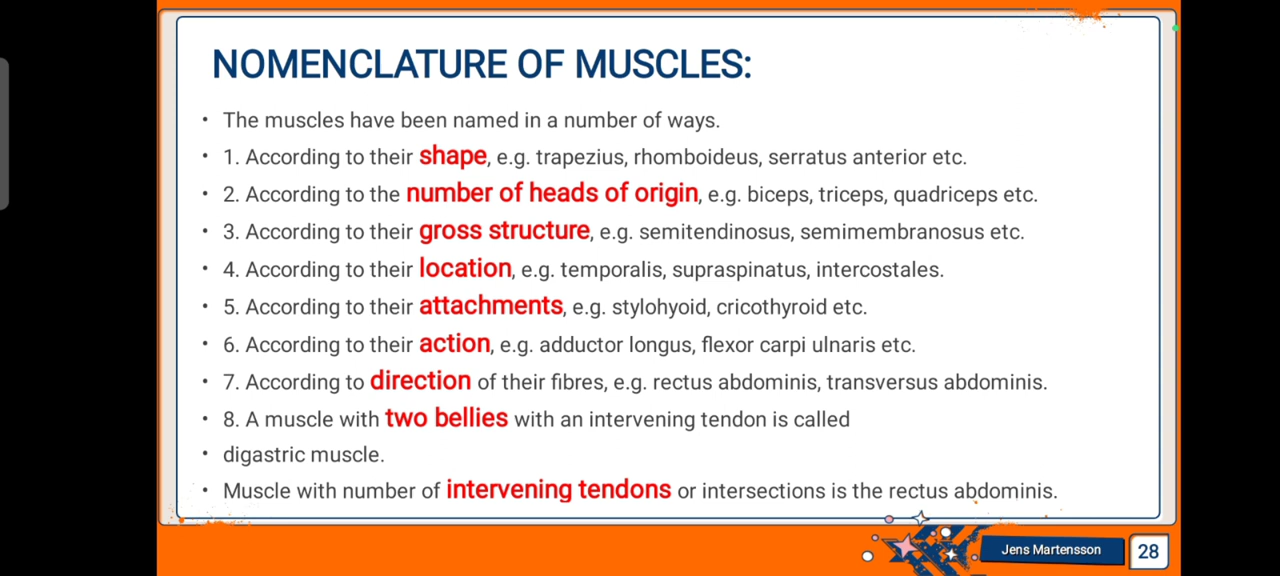 NOMENCLATURE OF MUSCLES:
• The muscles have been named in a number of ways.
• 1. According to their shape, e.g. trapezius, rhomboideus, serratus anterior etc.
• 2. According to the number of heads of origin, e.g. biceps, triceps, quadriceps etc.
• 3. According to their gross structure, e.g. semitendinosus, semimembranosus etc.
• 4. According to their location, e.g. temporalis, supraspinatus, intercostales.
• 5. According to their attachments, e.g. stylohyoid, cricothyroid etc.
• 6. According to their action, e.g. adductor longus, flexor carpi ulnaris etc.
• 7. According to direction of their fibres, e.g. rectus abdominis, transversus abdominis.
• 8. A muscle with two bellies with an intervening tendon is called
• digastric muscle.
• Muscle with number of intervening tendons or intersections is the rectus abdominis.
Jens Martensson
28